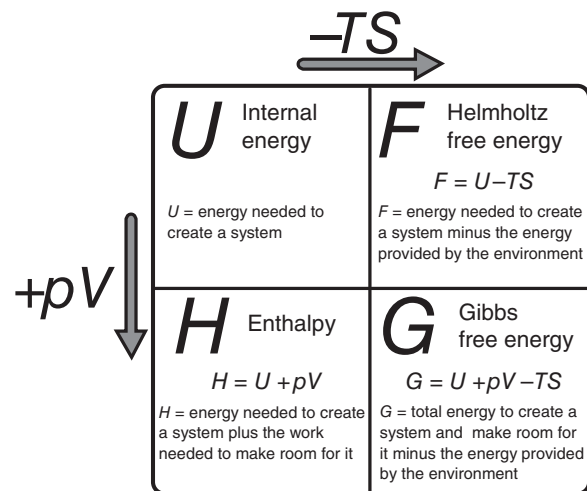 –TS
U Internal
energy
U = energy needed to
create a system
F Helmholtz
free energy
F = U–TS
F = energy needed to create
a system minus the energy
provided by the environment
+pV
H Enthalpy
H = U +pV
H = energy needed to create
a system plus the work
needed to make room for it
G Gibbs
free energy
G = U +pV –TS
G = total energy to create a
system and make room for
it minus the energy provided
by the environment